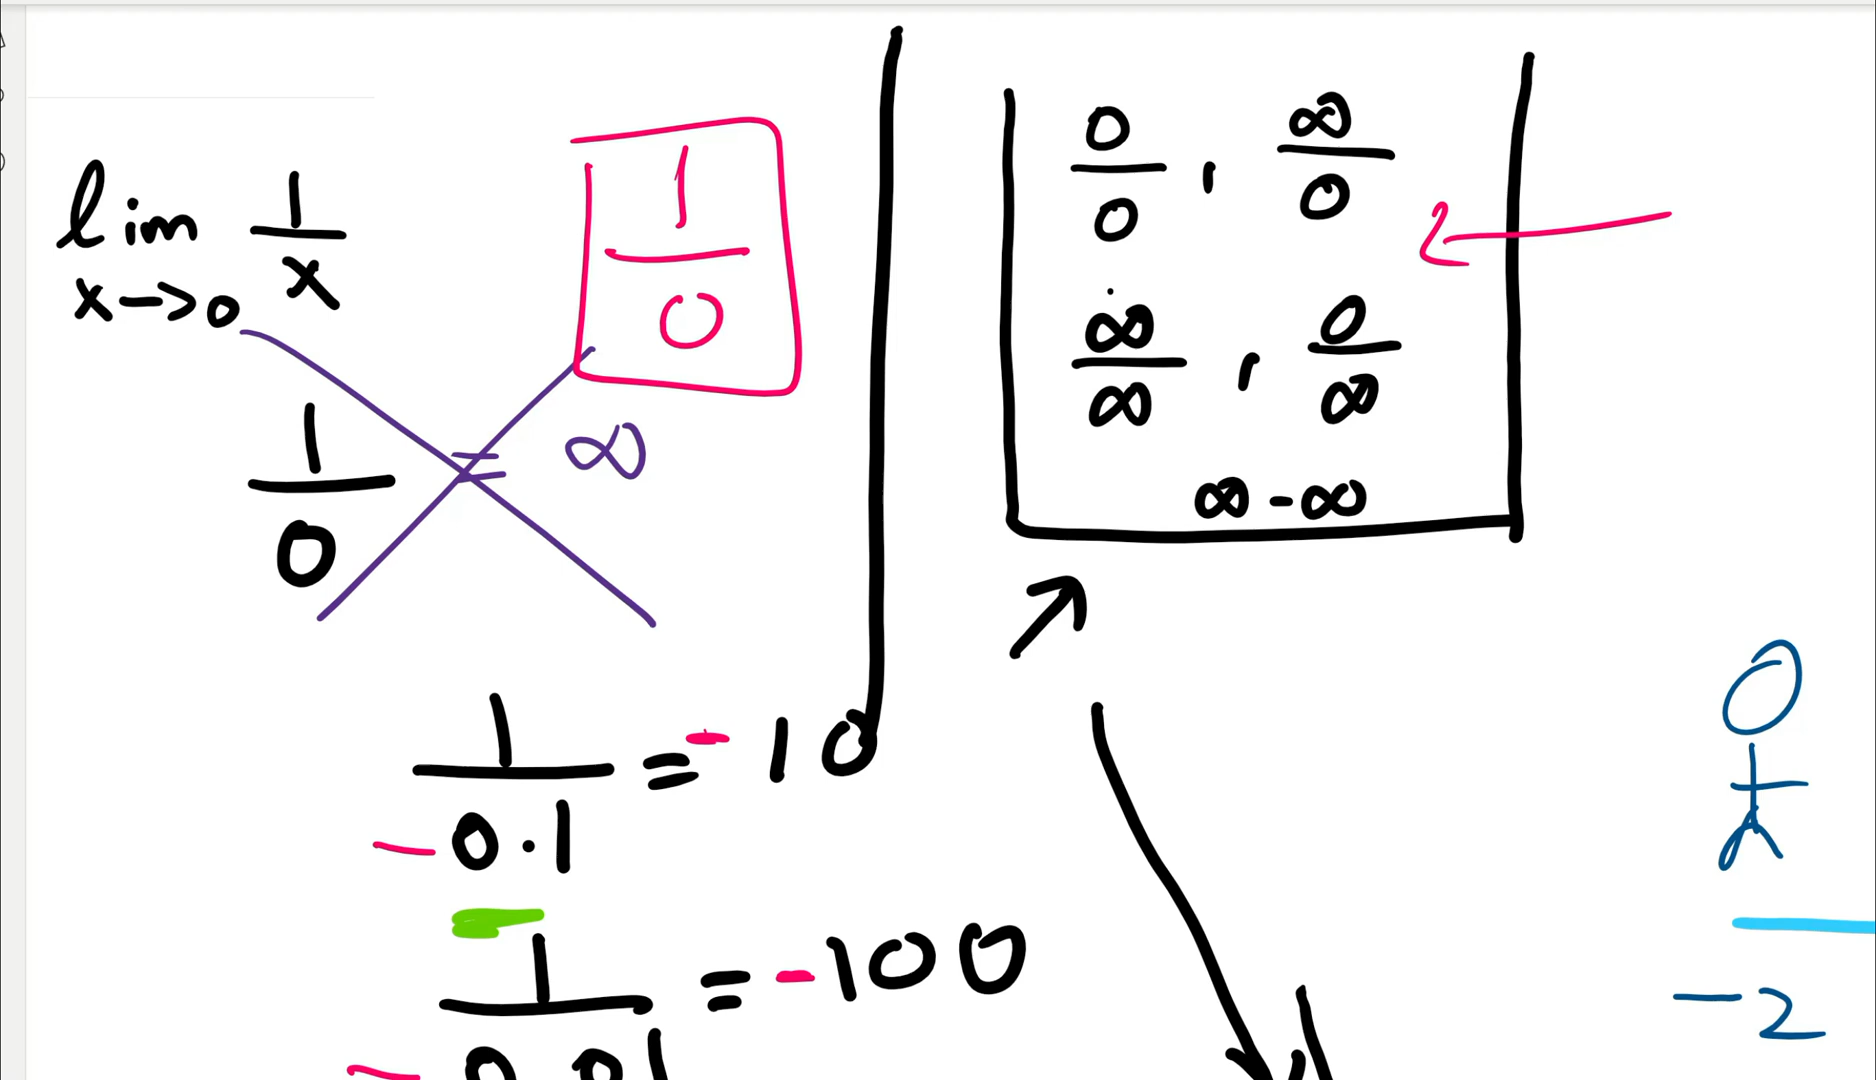 lim x->0 1/x
1/0
1/0 = ∞
1/-0.1 = -10
1/-0.01 = -100
0/0 , ∞/0
∞/∞ , 0/∞
∞ - ∞
-2